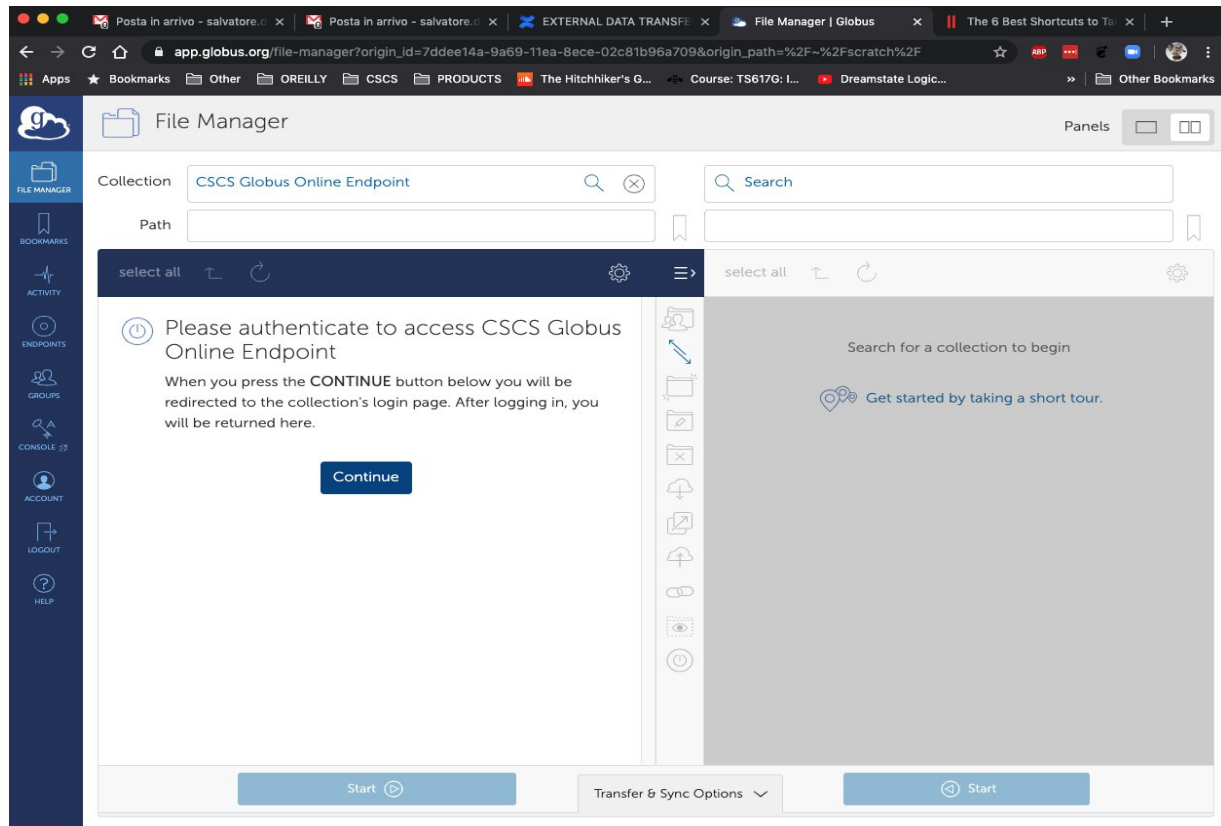 Posta in arrivo - salvatore.d
Posta in arrivo - salvatore.d
EXTERNAL DATA TRANSFE
File Manager | Globus
The 6 Best Shortcuts to Ta
app.globus.org/file-manager?origin_id=7ddee14a-9a69-11ea-8ece-02c81b96a709&origin_path=%2F~%2Fscratch%2F
ABP
Apps
Bookmarks
Other
OREILLY
CSCS
PRODUCTS
The Hitchhiker's G...
Course: TS617G: I...
Dreamstate Logic...
»
Other Bookmarks
g
File Manager
Panels
FILE MANAGER
BOOKMARKS
ACTIVITY
ENDPOINTS
GROUPS
CONSOLE
ACCOUNT
LOGOUT
HELP
Collection
CSCS Globus Online Endpoint
Search
Path
select all
select all
Please authenticate to access CSCS Globus
Online Endpoint
When you press the CONTINUE button below you will be
redirected to the collection's login page. After logging in, you
will be returned here.
Continue
Search for a collection to begin
Get started by taking a short tour.
Start
Transfer & Sync Options
Start